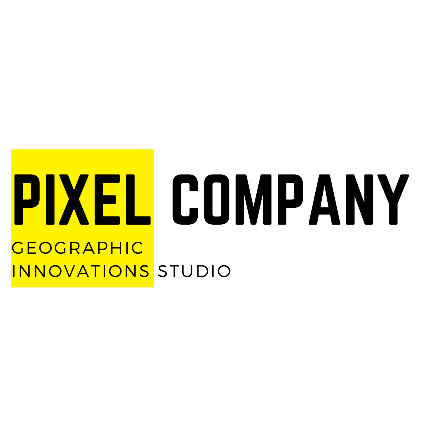 PIXEL COMPANY
GEOGRAPHIC
INNOVATIONS STUDIO